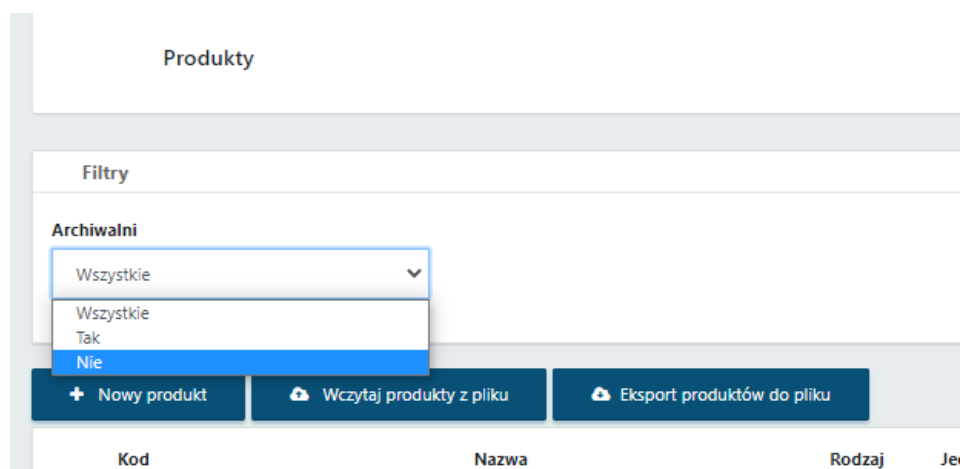 Produkty
Filtry
Archiwalni
Wszystkie
Wszystkie
Tak
Nie
Nowy produkt Wczytaj produkty z pliku Eksport produktów do pliku
Kod Nazwa Rodzaj